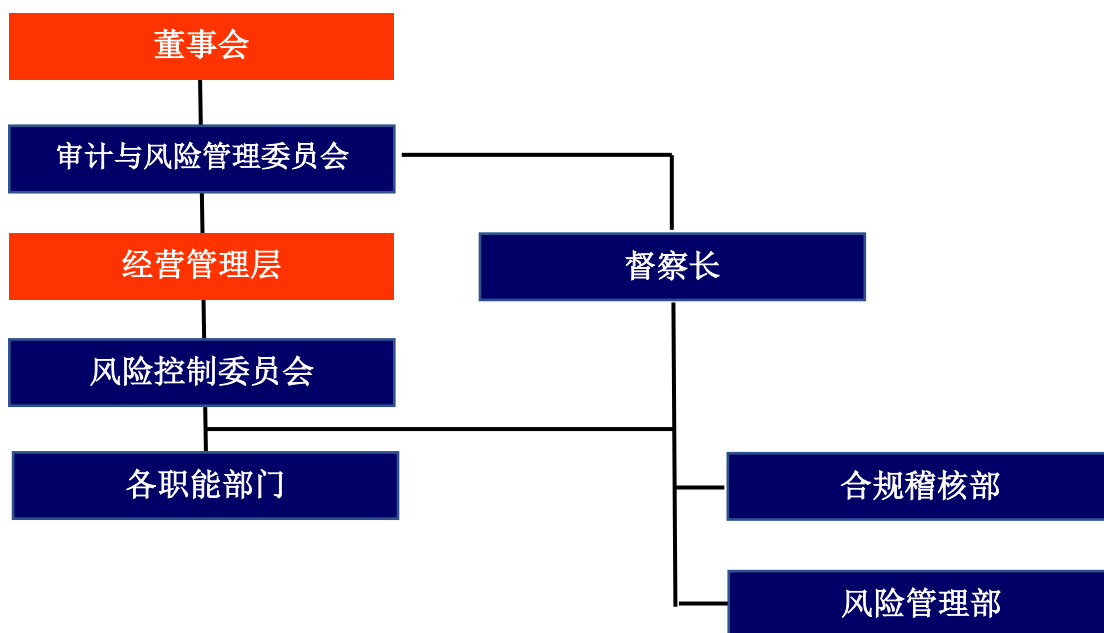 董事会
审计与风险管理委员会
经营管理层
督察长
风险控制委员会
各职能部门
合规稽核部
风险管理部